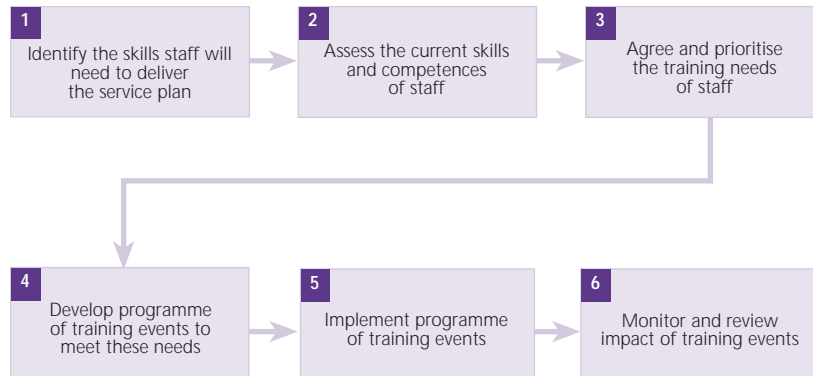 1
Identify the skills staff will
need to deliver
the service plan
2
Assess the current skills
and competences
of staff
3
Agree and prioritise
the training needs
of staff
4
Develop programme
of training events to
meet these needs
5
Implement programme
of training events
6
Monitor and review
impact of training events